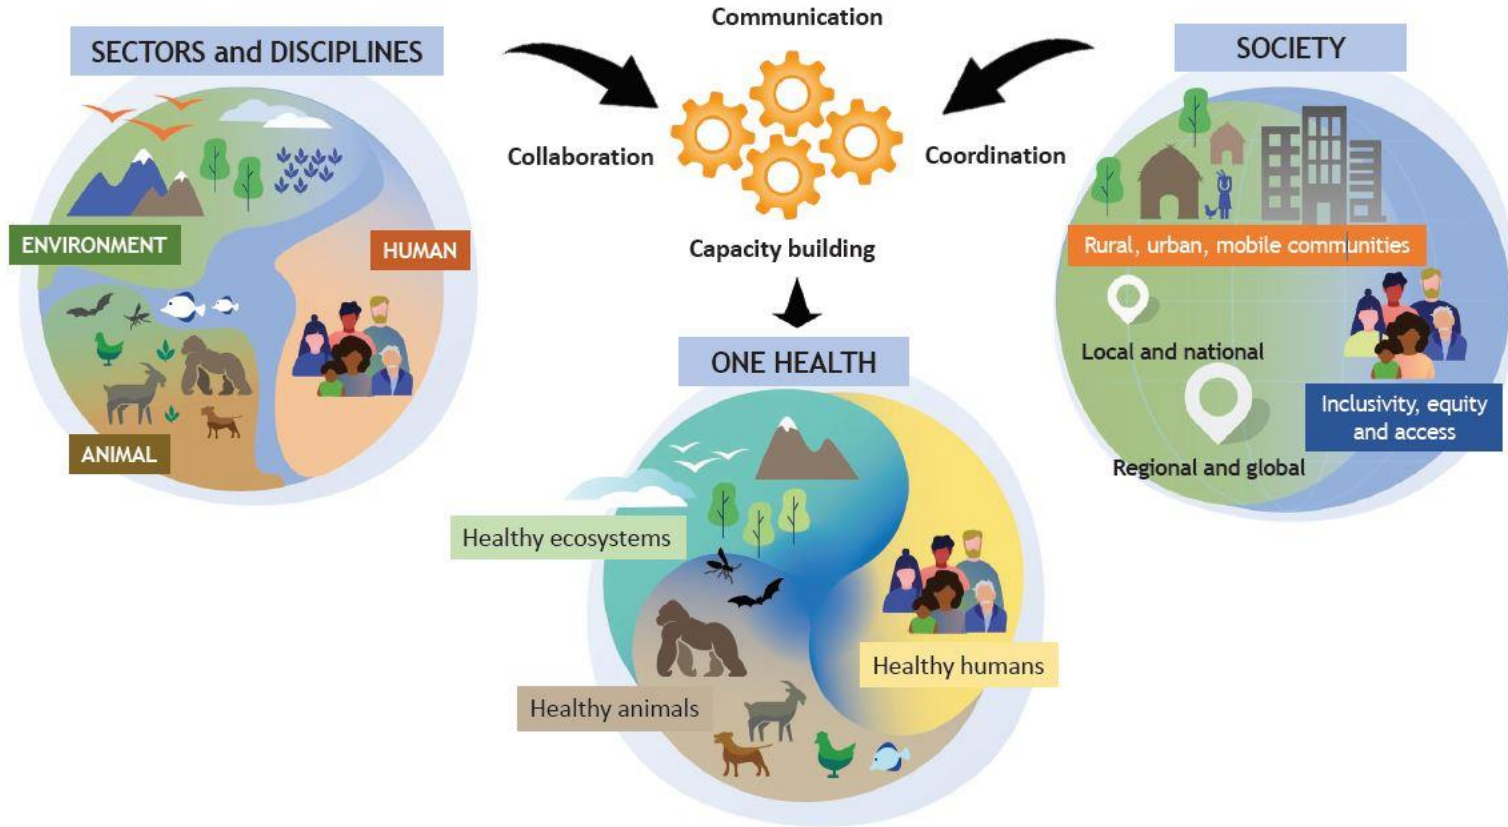 SECTORS and DISCIPLINES
ENVIRONMENT
HUMAN
ANIMAL
Communication
Collaboration
Coordination
Capacity building
SOCIETY
Rural, urban, mobile communities
Local and national
Inclusivity, equity
and access
Regional and global
ONE HEALTH
Healthy ecosystems
Healthy humans
Healthy animals